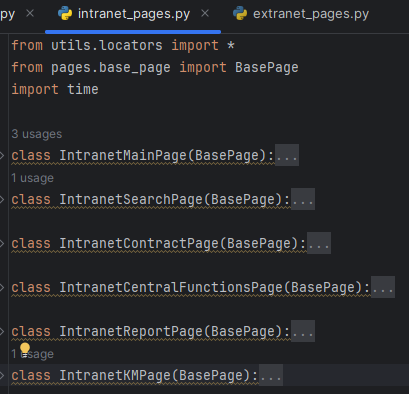 py × intranet_pages.py × extranet_pages.py
from utils.locators import *
from pages.base_page import BasePage
import time
3 usages
class IntranetMainPage(BasePage):...
1 usage
class IntranetSearchPage(BasePage):...
class IntranetContractPage(BasePage):...
class IntranetCentralFunctionsPage(BasePage):...
class IntranetReportPage(BasePage):...
1 usage
class IntranetKMPage(BasePage):...